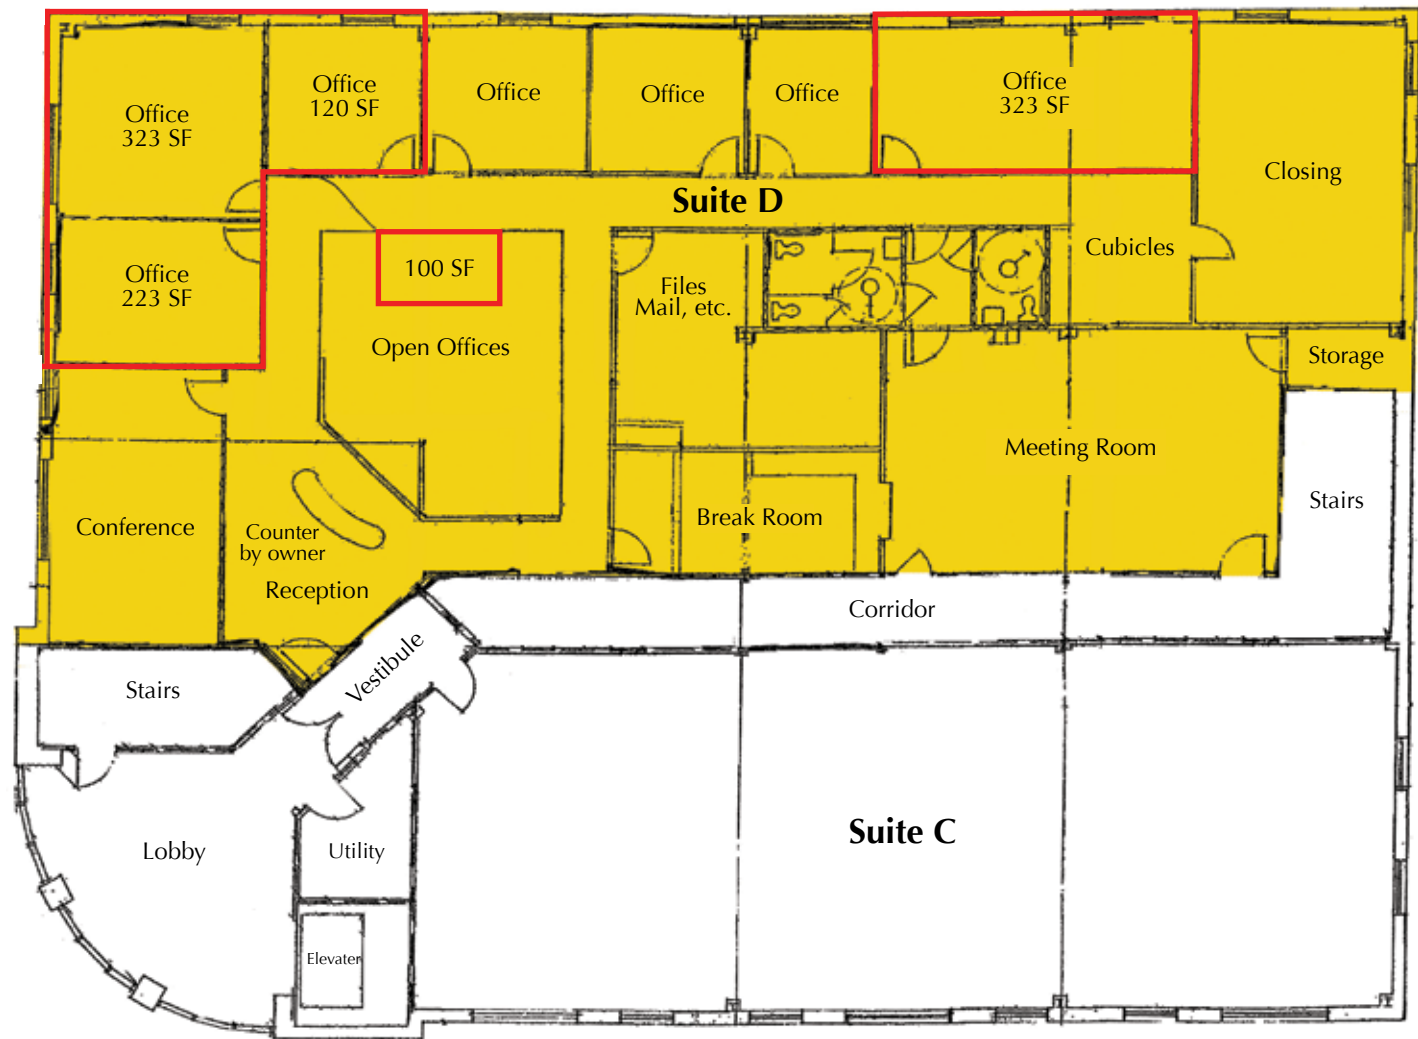 Office
323 SF
Office
120 SF
Office
Office
Office
Office
323 SF
Closing
Suite D
Cubicles
Office
223 SF
100 SF
Files
Mail, etc.
Open Offices
Storage
Meeting Room
Stairs
Conference
Counter
by owner
Break Room
Reception
Corridor
Vestibule
Stairs
Suite C
Lobby
Utility
Elevater